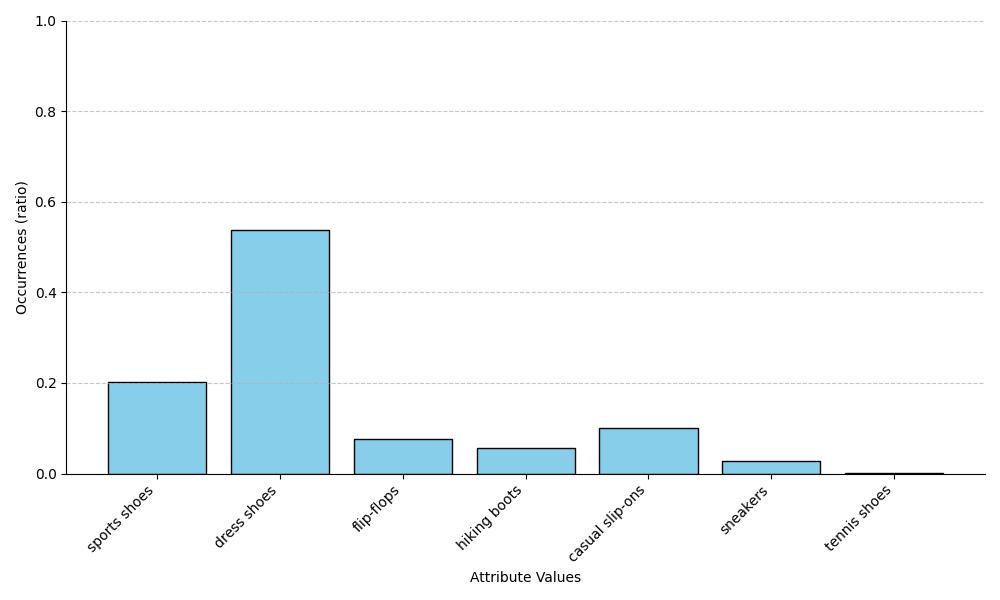 1.0
0.8
0.6
0.4
0.2
0.0
Occurrences (ratio)
sports shoes
dress shoes
flip-flops
hiking boots
casual slip-ons
sneakers
tennis shoes
Attribute Values